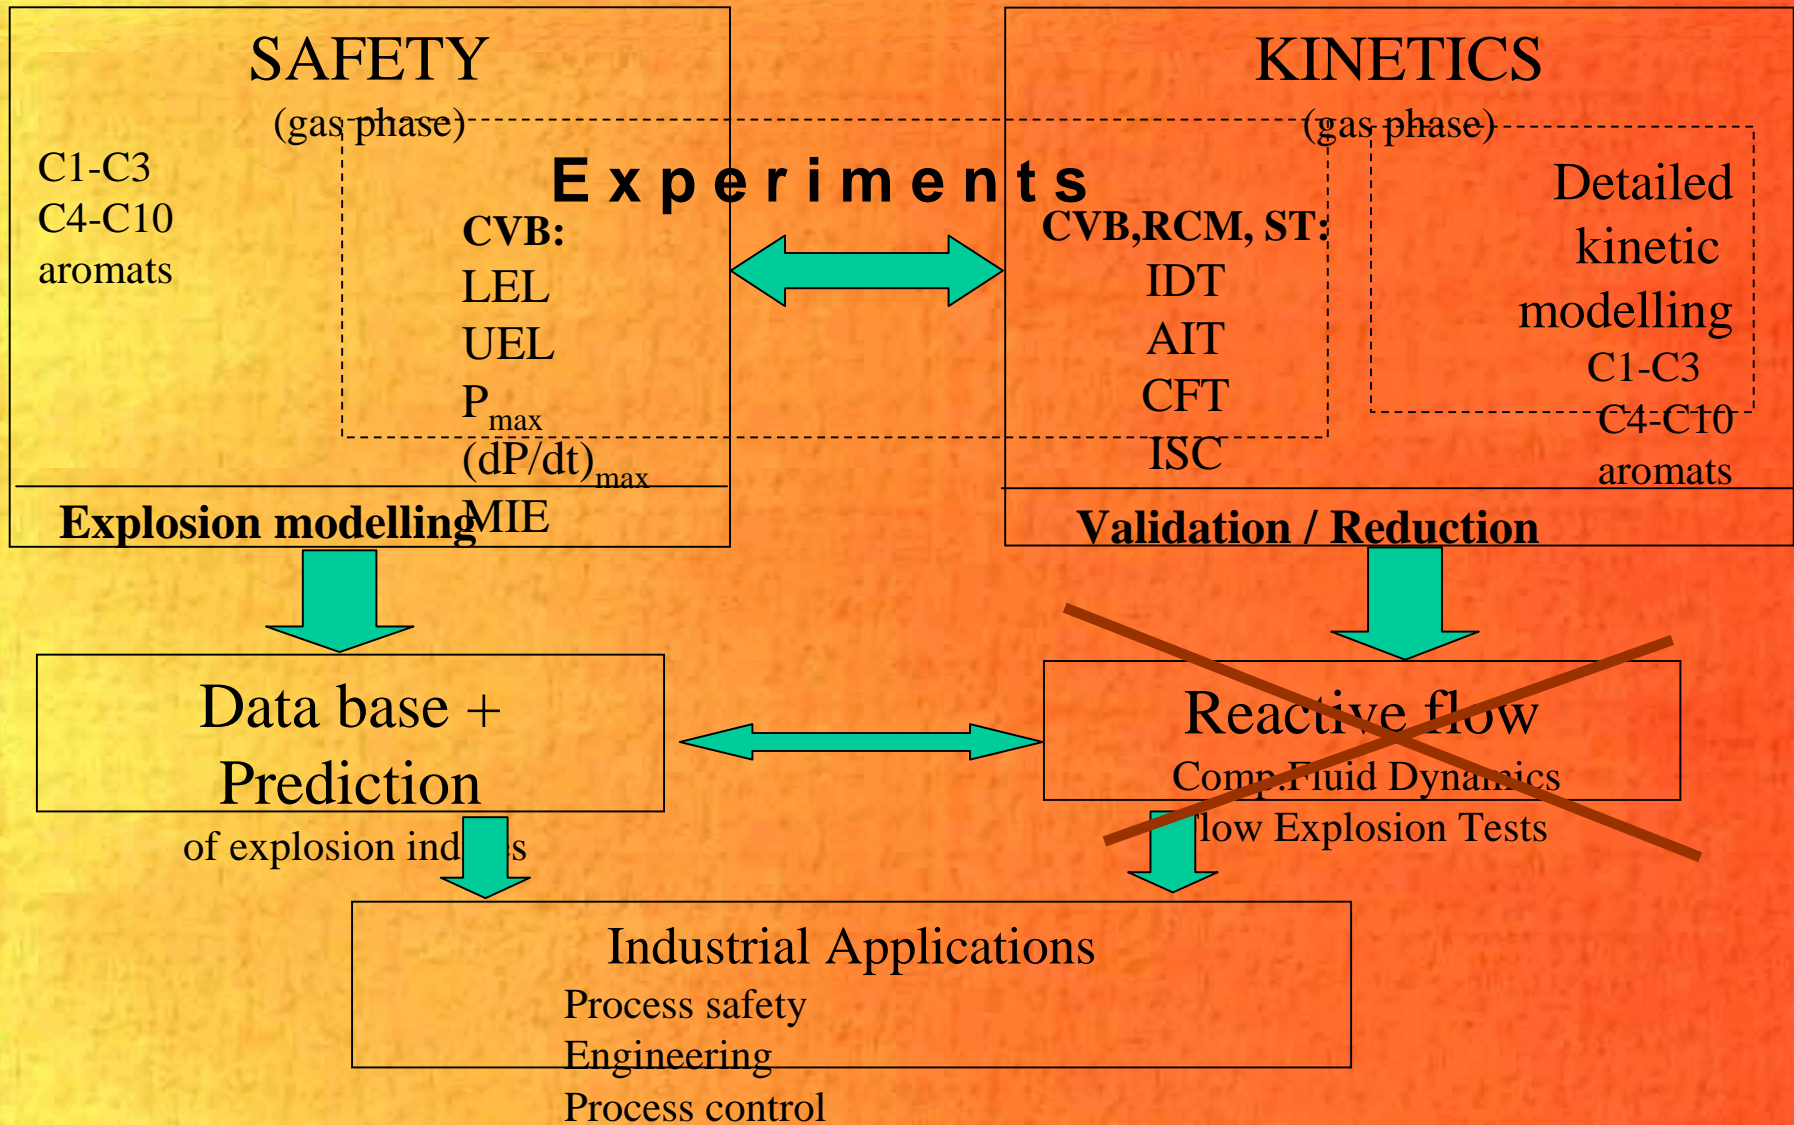 SAFETY
(gas phase)
C1-C3
C4-C10
aromats
Experiments
CVB:
LEL
UEL
Pmax
(dP/dt)max
MIE
Explosion modelling
KINETICS
(gas phase)
CVB,RCM, ST:
IDT
AIT
CFT
ISC
Detailed
kinetic
modelling
C1-C3
C4-C10
aromats
Validation / Reduction
Data base +
Prediction
of explosion
Reactive flow
Comp.Fluid Dynamics
Explosion Tests
Industrial Applications
Process safety
Engineering
Process control